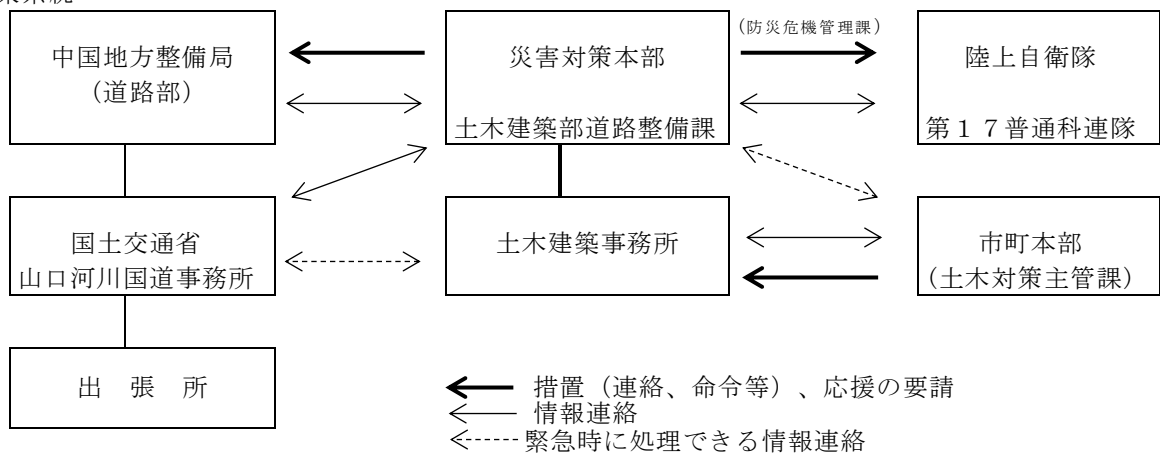 中国地方整備局
(道路部)
災害対策本部
土木建築部道路整備課
(防災危機管理課)
陸上自衛隊
第17普通科連隊
国土交通省
山口河川国道事務所
土木建築事務所
市町本部
(土木対策主管課)
出 張 所
措置(連絡、命令等)、応援の要請
情報連絡
緊急時に処理できる情報連絡